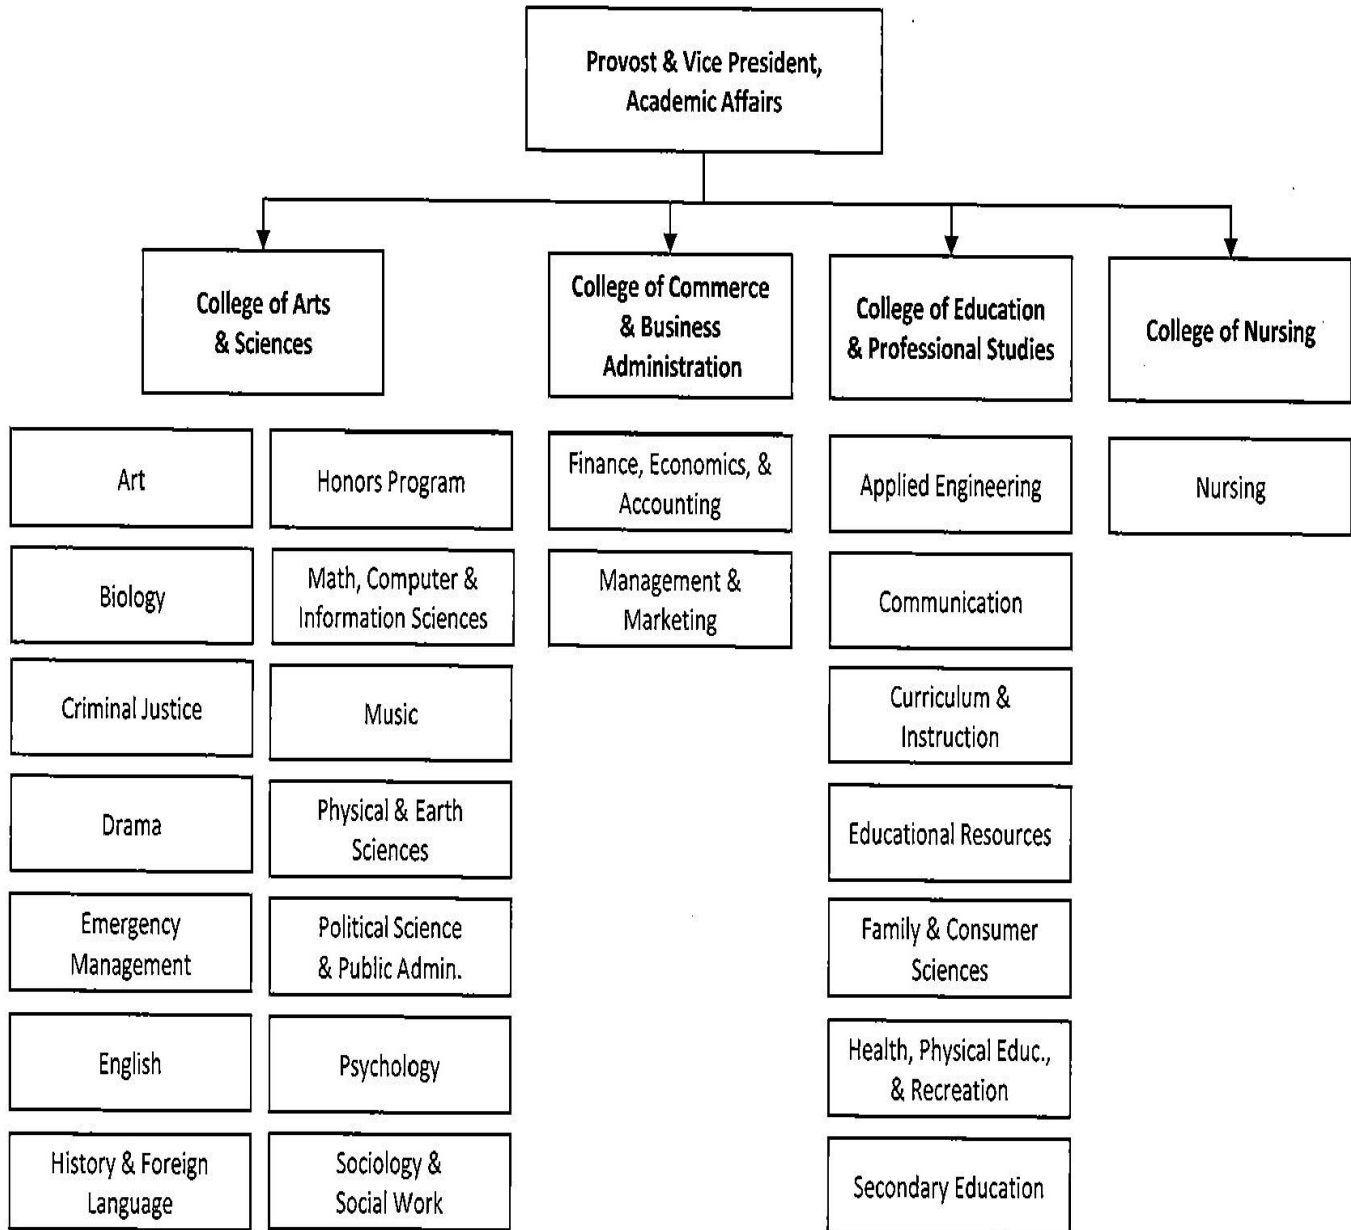 Provost & Vice President,
Academic Affairs
College of Arts
& Sciences
College of Commerce
& Business
Administration
College of Education
& Professional Studies
College of Nursing
Art
Honors Program
Finance, Economics, &
Accounting
Applied Engineering
Nursing
Biology
Math, Computer &
Information Sciences
Management &
Marketing
Communication
Criminal Justice
Music
Curriculum &
Instruction
Drama
Physical & Earth
Sciences
Educational Resources
Emergency
Management
Political Science
& Public Admin.
Family & Consumer
Sciences
English
Psychology
Health, Physical Educ.,
& Recreation
History & Foreign
Language
Sociology &
Social Work
Secondary Education